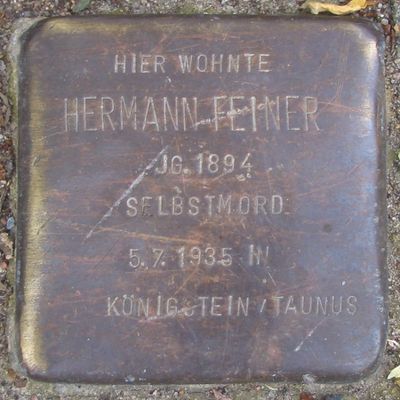 HIER WOHNTE
HERMANN FEINER
JG. 1894
SELBSTMORD
5.7.1935 IN
KÖNIGSTEIN / TAUNUS